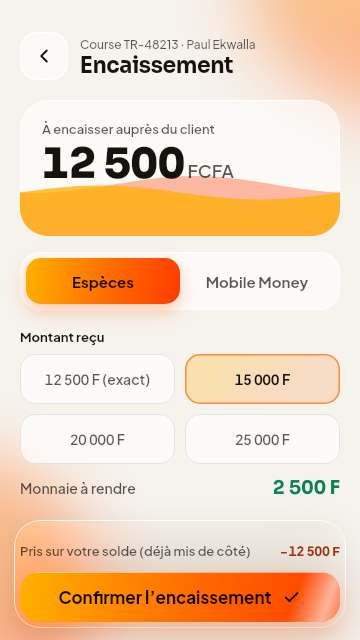 Course TR-48213 · Paul Ekwalla
Encaissement
À encaisser auprès du client
12 500 FCFA
Espèces
Mobile Money
Montant reçu
12 500 F (exact)
15 000 F
20 000 F
25 000 F
Monnaie à rendre
2 500 F
Pris sur votre solde (déjà mis de côté)
−12 500 F
Confirmer l’encaissement